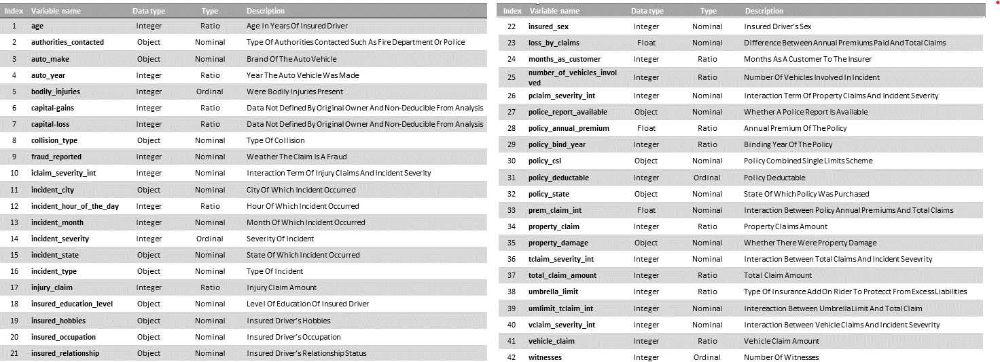 Index Variable name Data type Type Description
1 age Integer Ratio Age In Years Of Insured Driver
2 authorities_contacted Object Nominal Type Of Authorities Contacted Such As Fire Department Or Police
3 auto_make Object Nominal Brand Of The Auto Vehicle
4 auto_year Integer Ratio Year The Auto Vehicle Was Made
5 bodily_injuries Integer Ordinal Were Bodily Injuries Present
6 capital-gains Integer Ratio Data Not Defined By Original Owner And Non-Deducible From Analysis
7 capital-loss Integer Ratio Data Not Defined By Original Owner And Non-Deducible From Analysis
8 collision_type Object Nominal Type Of Collision
9 fraud_reported Integer Nominal Weather The Claim Is A Fraud
10 iclaim_severity_int Integer Nominal Interaction Term Of Injury Claims And Incident Severity
11 incident_city Object Nominal City Of Which Incident Occurred
12 incident_hour_of_the_day Integer Ratio Hour Of Which Incident Occurred
13 incident_month Integer Nominal Month Of Which Incident Occurred
14 incident_severity Integer Ordinal Severity Of Incident
15 incident_state Object Nominal State Of Which Incident Occurred
16 incident_type Object Nominal Type Of Incident
17 injury_claim Integer Ratio Injury Claim Amount
18 insured_education_level Object Nominal Level Of Education Of Insured Driver
19 insured_hobbies Object Nominal Insured Driver's Hobbies
20 insured_occupation Object Nominal Insured Driver's Occupation
21 insured_relationship Object Nominal Insured Driver's Relationship Status
Index Variable name Data type Type Description
22 insured_sex Integer Nominal Insured Driver's Sex
23 loss_by_claims Float Nominal Difference Between Annual Premiums Paid And Total Claims
24 months_as_customer Integer Ratio Months As A Customer To The Insurer
25 number_of_vehicles_invol
ved Integer Ratio Number Of Vehicles Involved In Incident
26 pclaim_severity_int Integer Nominal Interaction Term Of Property Claims And Incident Severity
27 police_report_available Object Nominal Whether A Police Report Is Available
28 policy_annual_premium Float Ratio Annual Premium Of The Policy
29 policy_bind_year Integer Ratio Binding Year Of The Policy
30 policy_csl Object Nominal Policy Combined Single Limits Scheme
31 policy_deductable Integer Ordinal Policy Deductable
32 policy_state Object Nominal State Of Which Policy Was Purchased
33 prem_claim_int Float Nominal Interaction Between Policy Annual Premiums And Total Claims
34 property_claim Integer Ratio Property Claims Amount
35 property_damage Object Nominal Whether There Were Property Damage
36 tclaim_severity_int Integer Nominal Interaction Between Total Claims And Incident Sevevrity
37 total_claim_amount Integer Ratio Total Claim Amount
38 umbrella_limit Integer Ratio Type Of Insurance Add On Rider To Protecct From Excess Liabilities
39 umlimit_tclaim_int Integer Nominal Intereaction Between Umbrella Limit And Total Claim
40 vclaim_severity_int Integer Nominal Interaction Between Vehicle Claims And Incident Sevevrity
41 vehicle_claim Integer Ratio Vehicle Claim Amount
42 witnesses Integer Ordinal Number Of Witnesses